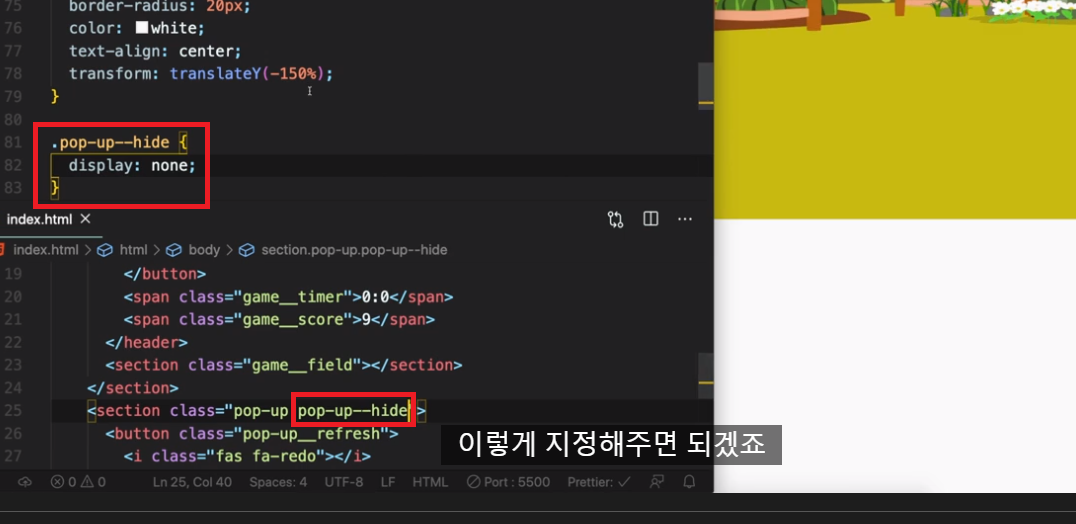 75 border-radius: 20px;
76 color: white;
77 text-align: center;
78 transform: translateY(-150%);
79 }
80
81 .pop-up--hide {
82 display: none;
83 }
index.html
index.html > html > body > section.pop-up.pop-up--hide
19 </button>
20 <span class="game__timer">0:0</span>
21 <span class="game__score">9</span>
22 </header>
23 <section class="game__field"></section>
24 </section>
25 <section class="pop-up pop-up--hide">
26 <button class="pop-up__refresh">
27 <i class="fas fa-redo"></i>
이렇게 지정해주면 되겠죠
0 0 Ln 25, Col 40 Spaces: 4 UTF-8 LF HTML Port : 5500 Prettier: ✓